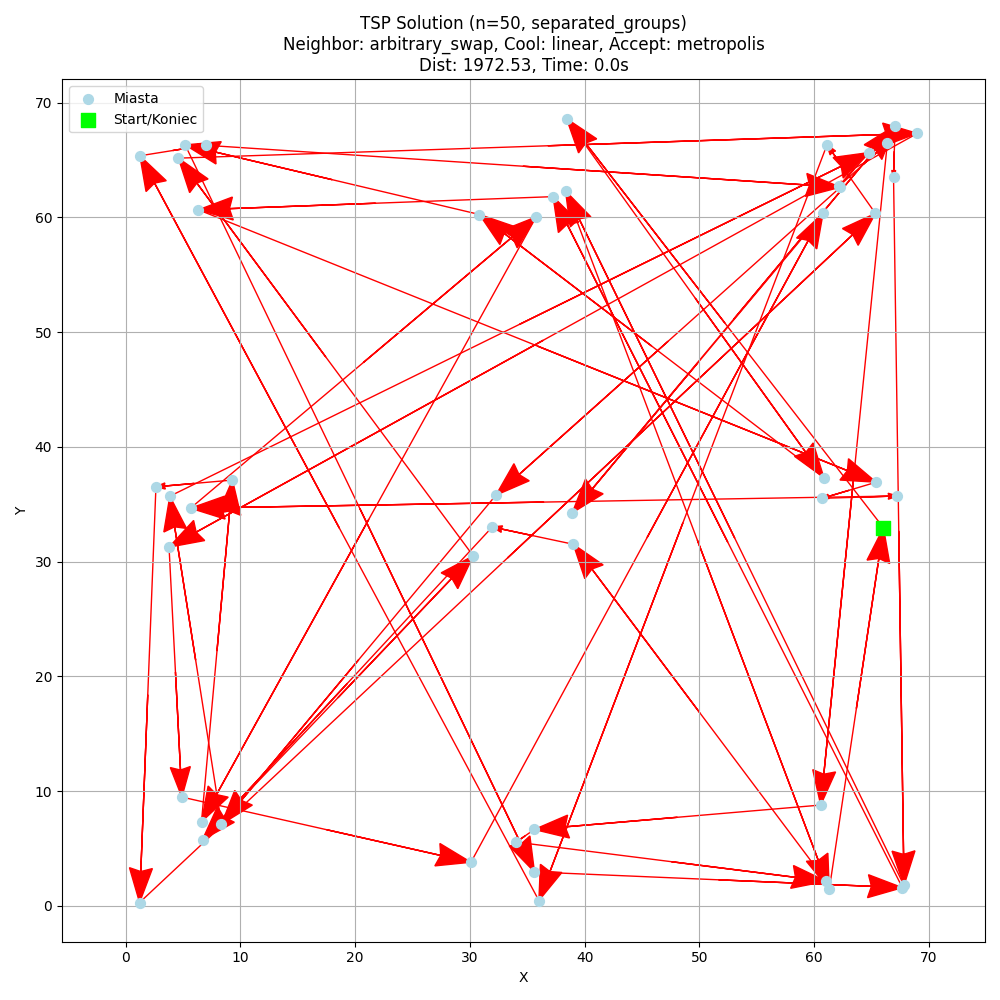 TSP Solution (n=50, separated_groups)
Neighbor: arbitrary_swap, Cool: linear, Accept: metropolis
Dist: 1972.53, Time: 0.0s
Miasta
Start/Koniec
70
60
50
40
30
20
10
0
Y
0 10 20 30 40 50 60 70
X